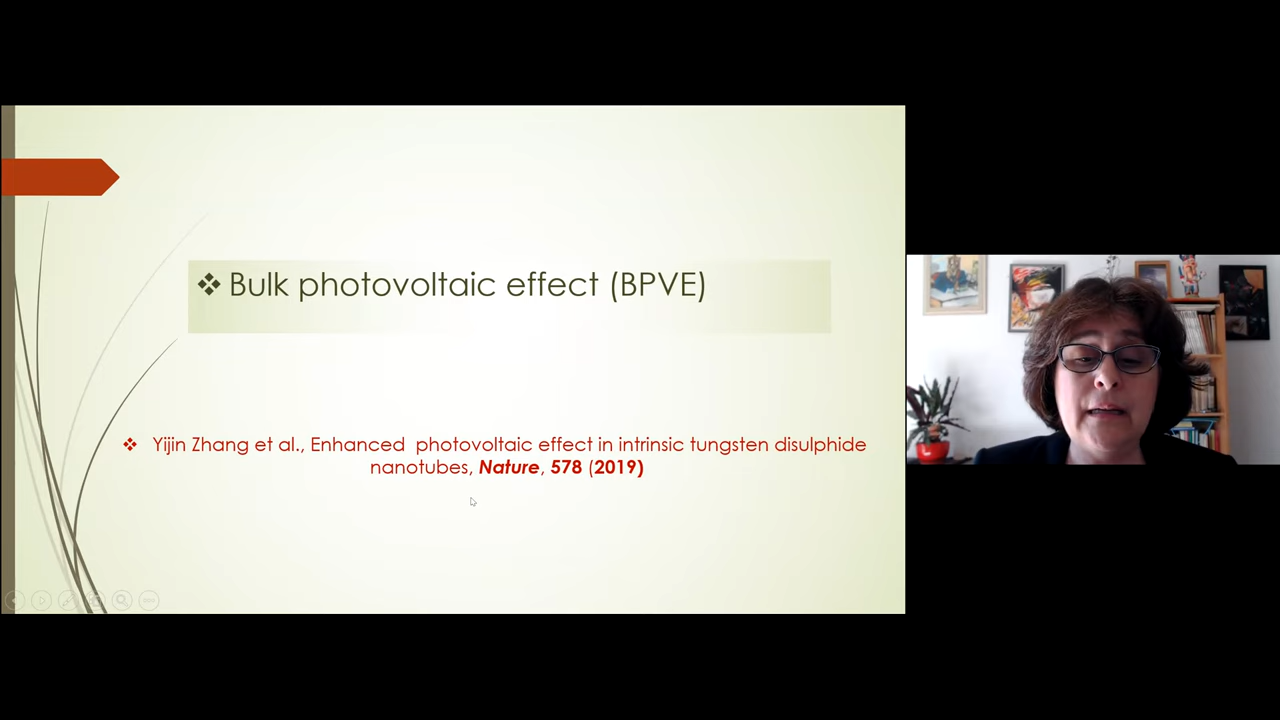 ❖ Bulk photovoltaic effect (BPVE)
❖ Yijin Zhang et al., Enhanced photovoltaic effect in intrinsic tungsten disulphide
nanotubes, Nature, 578 (2019)